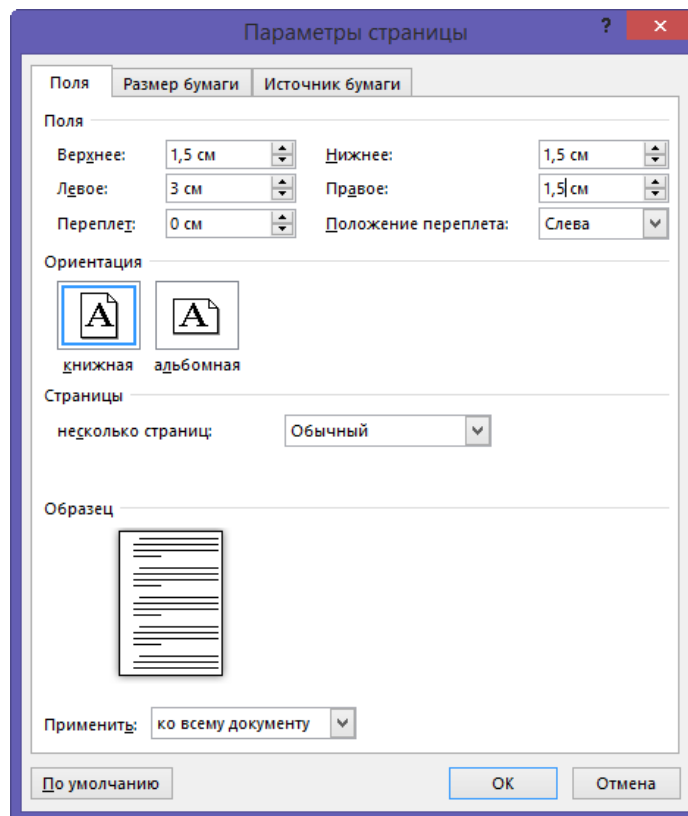 Параметры страницы ?
Поля Размер бумаги Источник бумаги
Поля
Верхнее: 1,5 см Нижнее: 1,5 см
Левое: 3 см Правое: 1,5 см
Переплет: 0 см Положение переплета: Слева
Ориентация
A A
книжная альбомная
Страницы
несколько страниц: Обычный
Образец
Применить: ко всему документу
По умолчанию ОК Отмена